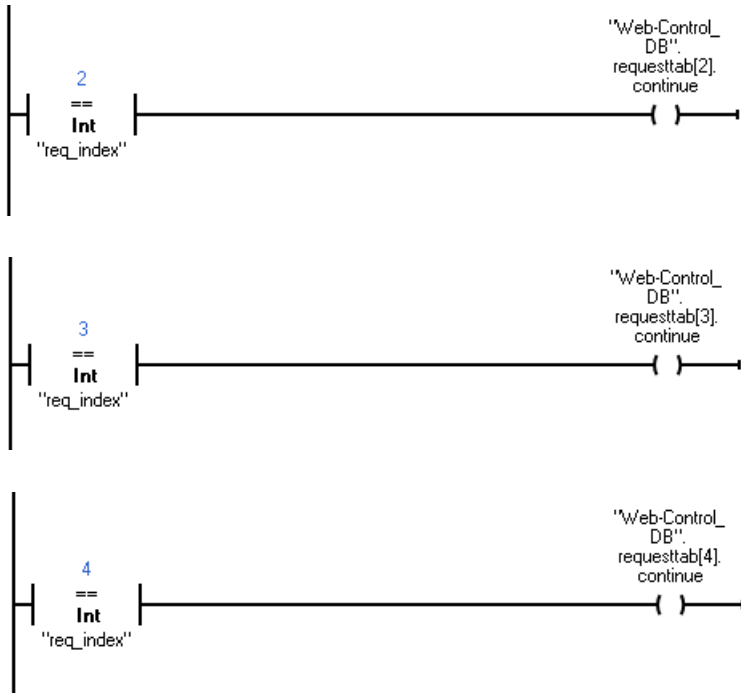 "Web-Control_
DB".
requesttab[2].
continue
2
==
Int
"req_index"
"Web-Control_
DB".
requesttab[3].
continue
3
==
Int
"req_index"
"Web-Control_
DB".
requesttab[4].
continue
4
==
Int
"req_index"